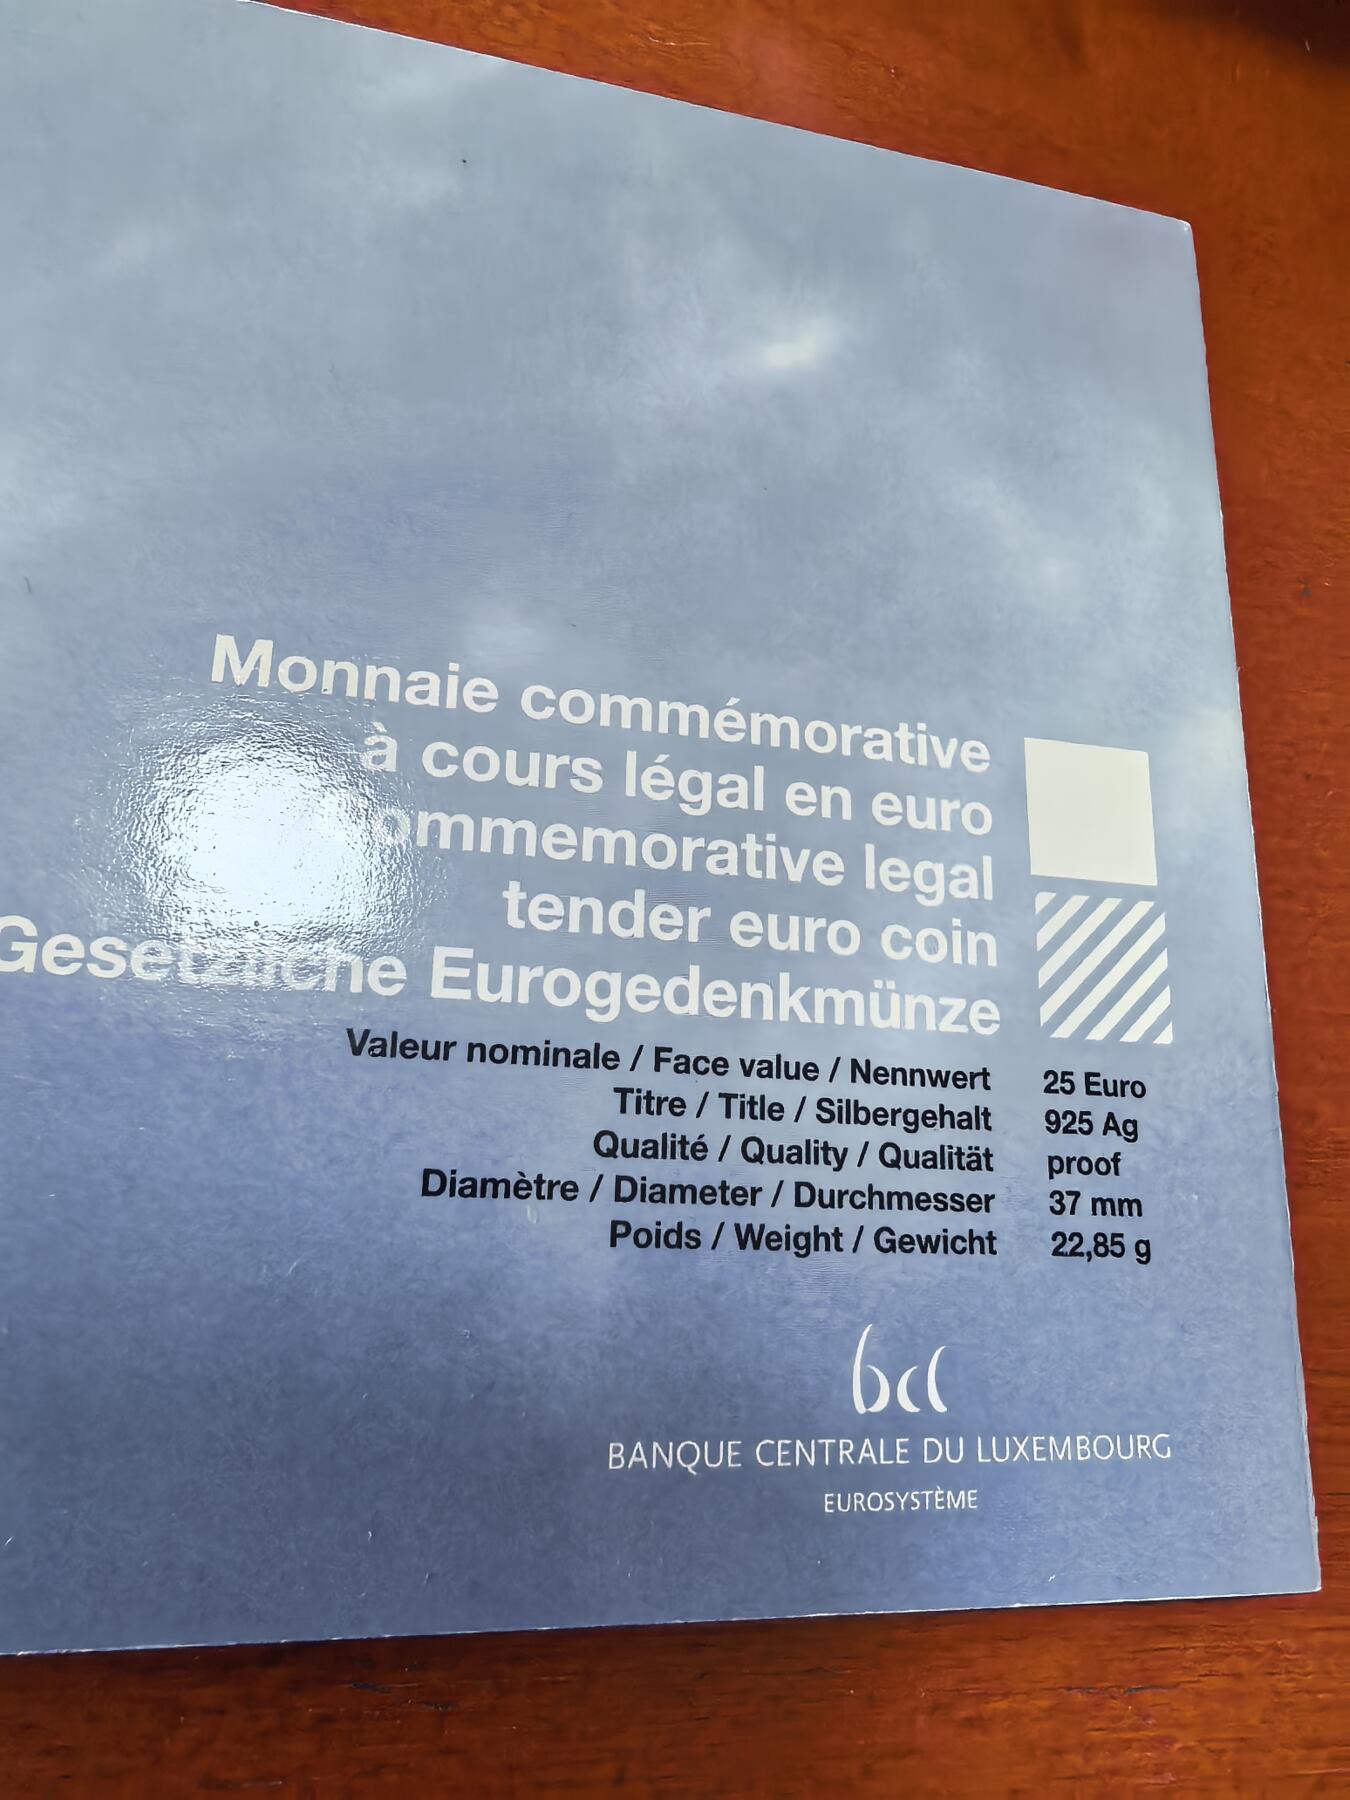 Monnaie commémorative
à cours légal en euro
commemorative legal
tender euro coin
Gesetzliche Eurogedenkmünze
Valeur nominale / Face value / Nennwert 25 Euro
Titre / Title / Silbergehalt 925 Ag
Qualité / Quality / Qualität proof
Diamètre / Diameter / Durchmesser 37 mm
Poids / Weight / Gewicht 22,85 g
bcl
BANQUE CENTRALE DU LUXEMBOURG
EUROSYSTÈME